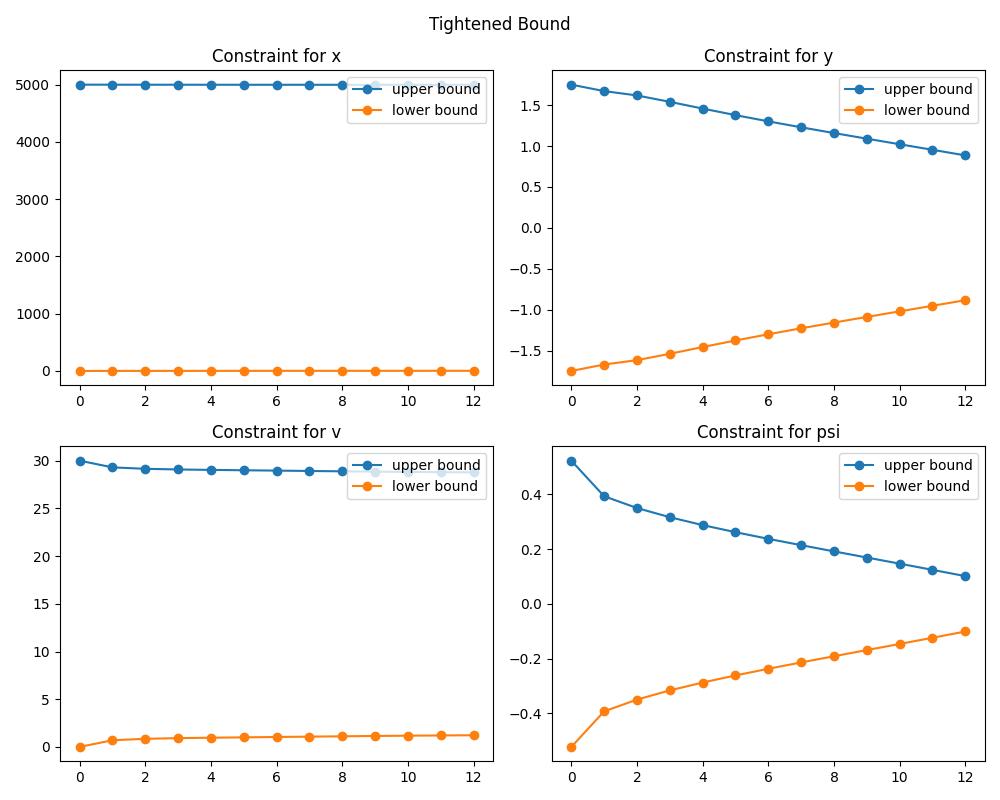 Tightened Bound
Constraint for x
upper bound
lower bound
5000
4000
3000
2000
1000
0
0 2 4 6 8 10 12
Constraint for y
upper bound
lower bound
1.5
1.0
0.5
0.0
−0.5
−1.0
−1.5
0 2 4 6 8 10 12
Constraint for v
upper bound
lower bound
30
25
20
15
10
5
0
0 2 4 6 8 10 12
Constraint for psi
upper bound
lower bound
0.4
0.2
0.0
−0.2
−0.4
0 2 4 6 8 10 12